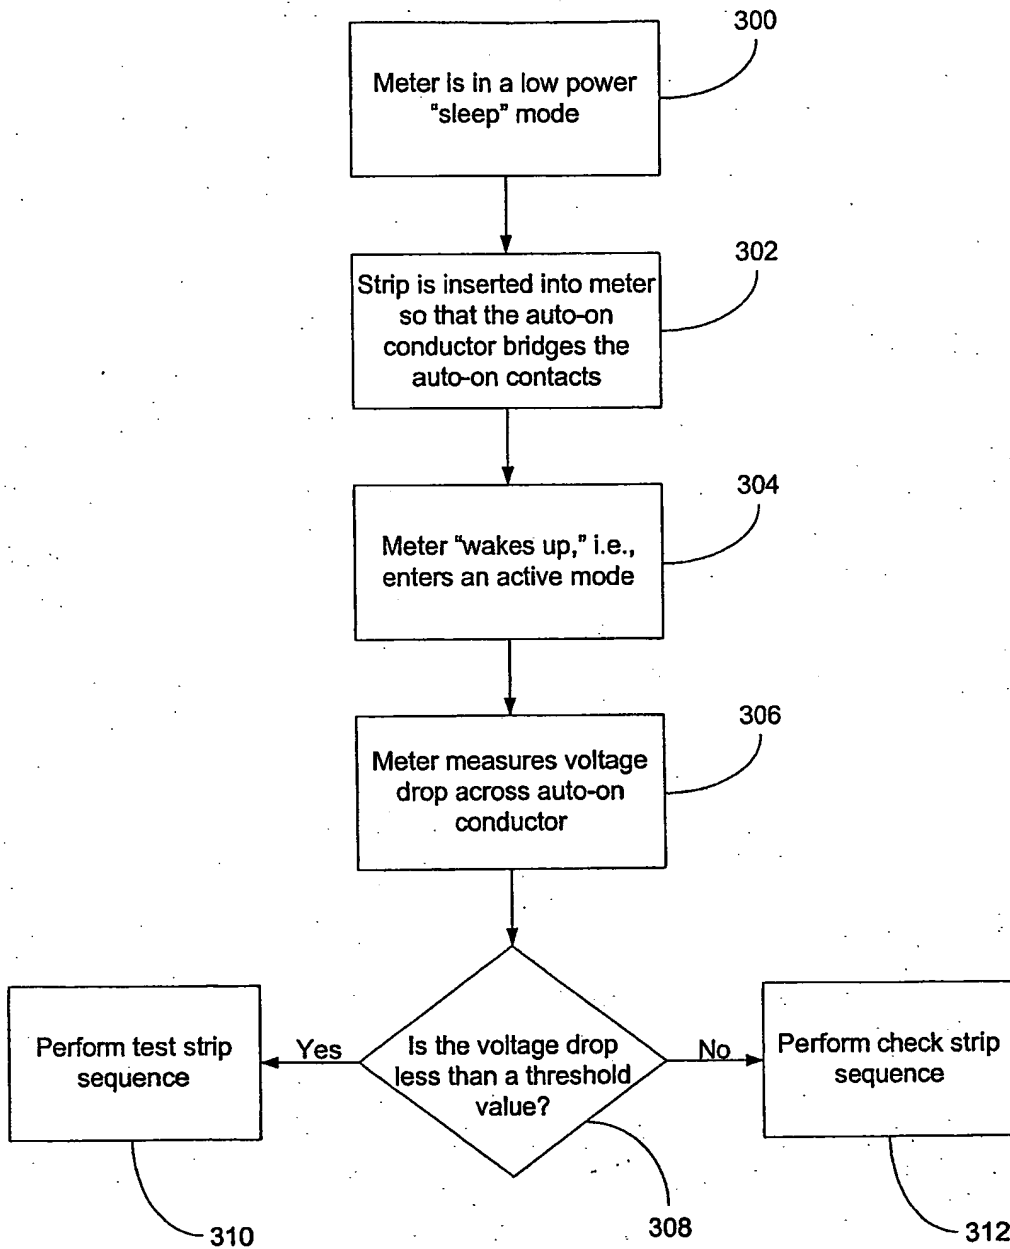 300
Meter is in a low power
"sleep" mode
302
Strip is inserted into meter
so that the auto-on
conductor bridges the
auto-on contacts
304
Meter "wakes up," i.e.,
enters an active mode
306
Meter measures voltage
drop across auto-on
conductor
Perform test strip
sequence
Yes
Is the voltage drop
less than a threshold
value?
No
Perform check strip
sequence
310
308
312